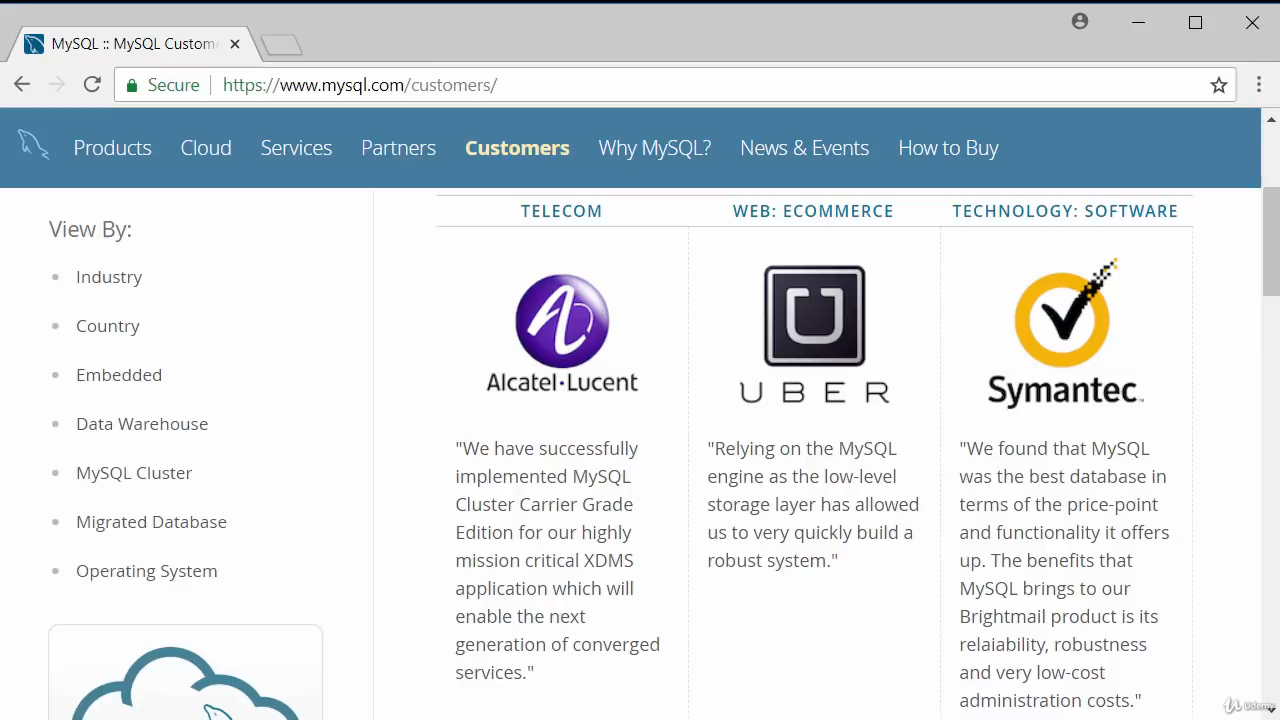 MySQL :: MySQL Custome
Secure
https://www.mysql.com/customers/
Products
Cloud
Services
Partners
Customers
Why MySQL?
News & Events
How to Buy
View By:
Industry
Country
Embedded
Data Warehouse
MySQL Cluster
Migrated Database
Operating System
TELECOM
Alcatel·Lucent
"We have successfully
implemented MySQL
Cluster Carrier Grade
Edition for our highly
mission critical XDMS
application which will
enable the next
generation of converged
services."
WEB: ECOMMERCE
UBER
"Relying on the MySQL
engine as the low-level
storage layer has allowed
us to very quickly build a
robust system."
TECHNOLOGY: SOFTWARE
Symantec™
"We found that MySQL
was the best database in
terms of the price-point
and functionality it offers
up. The benefits that
MySQL brings to our
Brightmail product is its
relaiability, robustness
and very low-cost
administration costs."
Udemy